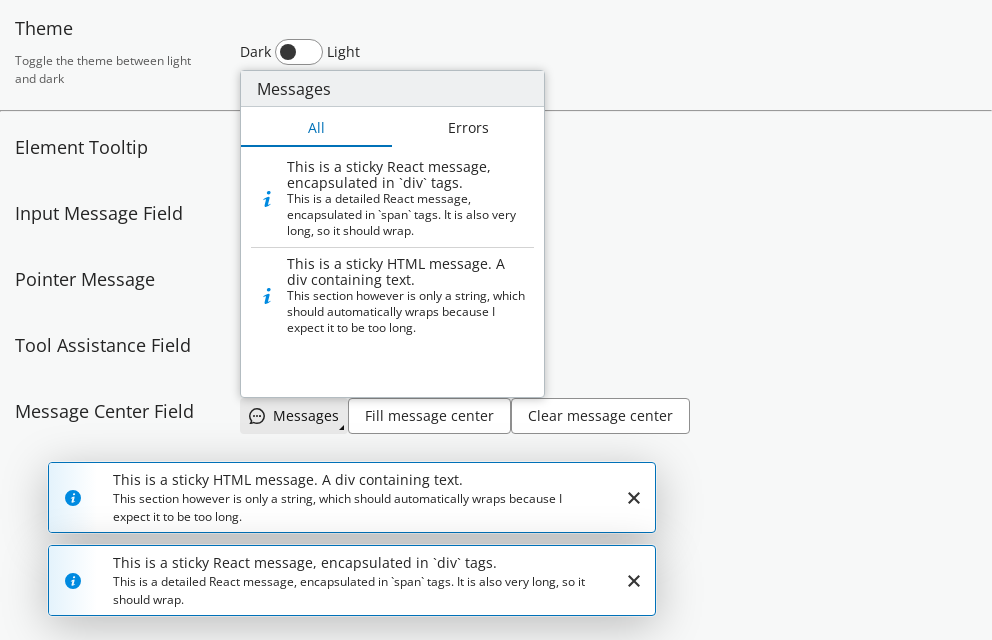 Theme
Toggle the theme between light
and dark
Dark
Light
Messages
All
Errors
This is a sticky React message,
encapsulated in `div` tags.
This is a detailed React message,
encapsulated in `span` tags. It is also very
long, so it should wrap.
This is a sticky HTML message. A
div containing text.
This section however is only a string, which
should automatically wraps because I
expect it to be too long.
Element Tooltip
Input Message Field
Pointer Message
Tool Assistance Field
Message Center Field
Messages
Fill message center
Clear message center
This is a sticky HTML message. A div containing text.
This section however is only a string, which should automatically wraps because I
expect it to be too long.
This is a sticky React message, encapsulated in `div` tags.
This is a detailed React message, encapsulated in `span` tags. It is also very long, so it
should wrap.